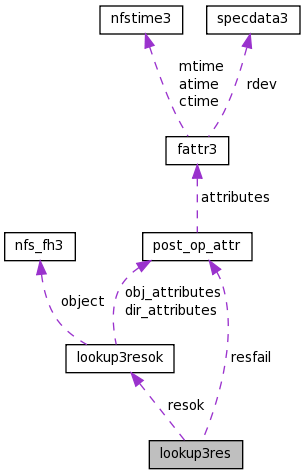 nfstime3
specdata3
mtime
atime
ctime
rdev
fattr3
attributes
nfs_fh3
post_op_attr
object
obj_attributes
dir_attributes
lookup3resok
resfail
resok
lookup3res